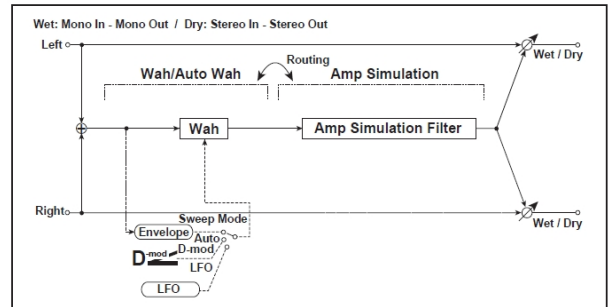 Wet: Mono In - Mono Out / Dry: Stereo In - Stereo Out
Left
Wet / Dry
Routing
Wah/Auto Wah
Amp Simulation
Wah
Amp Simulation Filter
Right
Wet / Dry
Sweep Mode
Envelope
Auto
D-mod
D-mod
LFO
LFO